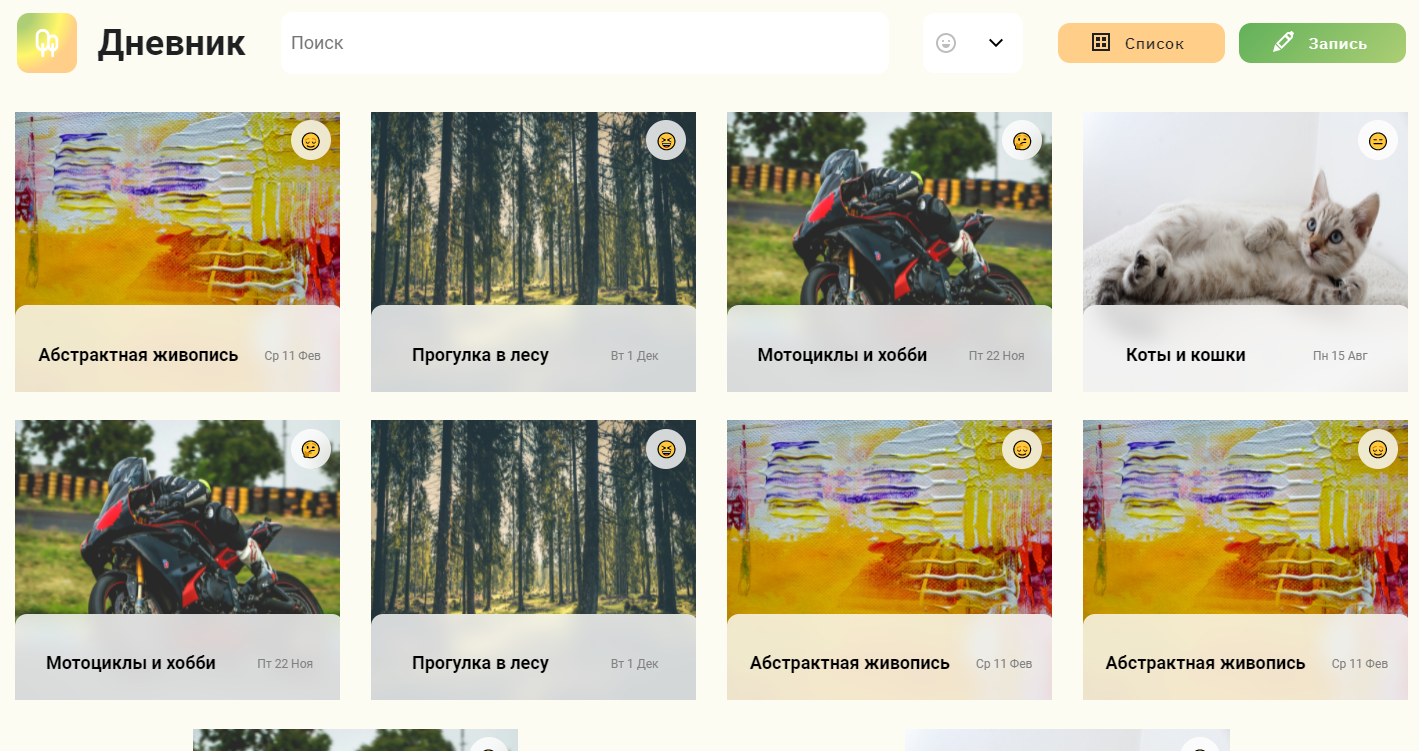 Дневник
Поиск
Список
Запись
Абстрактная живопись Ср 11 Фев
Прогулка в лесу Вт 1 Дек
Мотоциклы и хобби Пт 22 Ноя
Коты и кошки Пн 15 Авг
Мотоциклы и хобби Пт 22 Ноя
Прогулка в лесу Вт 1 Дек
Абстрактная живопись Ср 11 Фев
Абстрактная живопись Ср 11 Фев